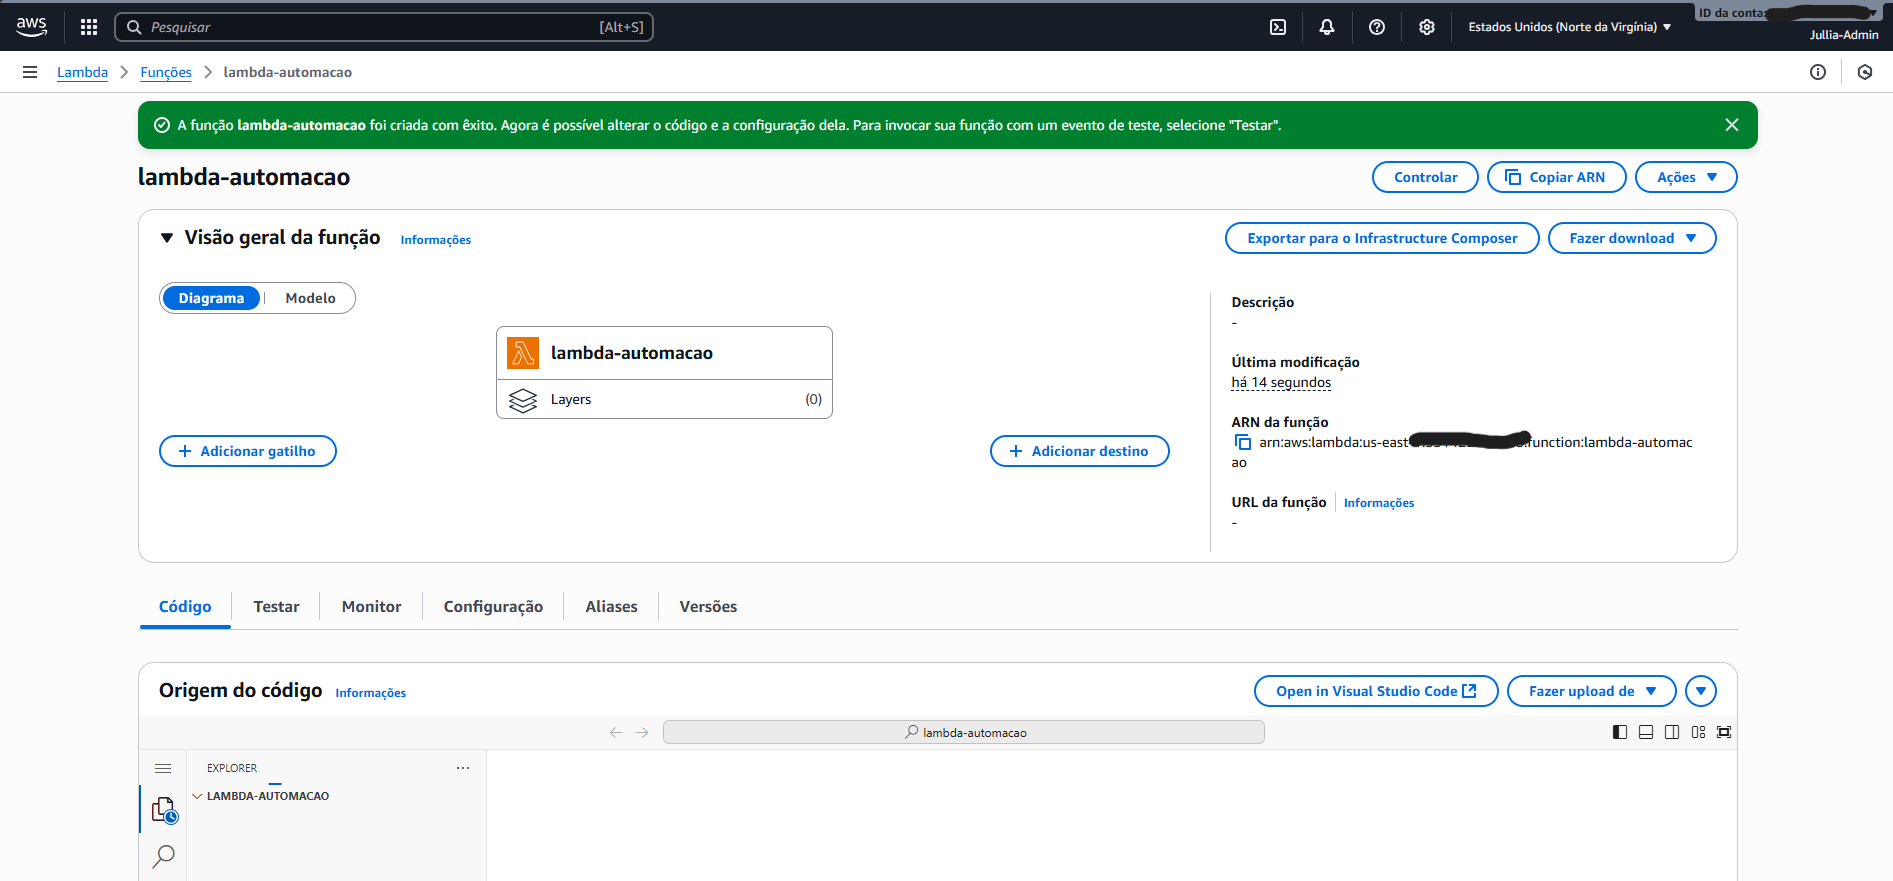 aws
Pesquisar [Alt+S]
Estados Unidos (Norte da Virgínia)
ID da conta:
Jullia-Admin
Lambda
Funções
lambda-automacao
A função lambda-automacao foi criada com êxito. Agora é possível alterar o código e a configuração dela. Para invocar sua função com um evento de teste, selecione "Testar".
lambda-automacao
Controlar
Copiar ARN
Ações
Visão geral da função
Informações
Exportar para o Infrastructure Composer
Fazer download
Diagrama
Modelo
lambda-automacao
Layers (0)
Adicionar gatilho
Adicionar destino
Descrição
-
Última modificação
há 14 segundos
ARN da função
arn:aws:lambda:us-east- function:lambda-automac
ao
URL da função
Informações
-
Código
Testar
Monitor
Configuração
Aliases
Versões
Origem do código
Informações
Open in Visual Studio Code
Fazer upload de
lambda-automacao
EXPLORER
LAMBDA-AUTOMACAO